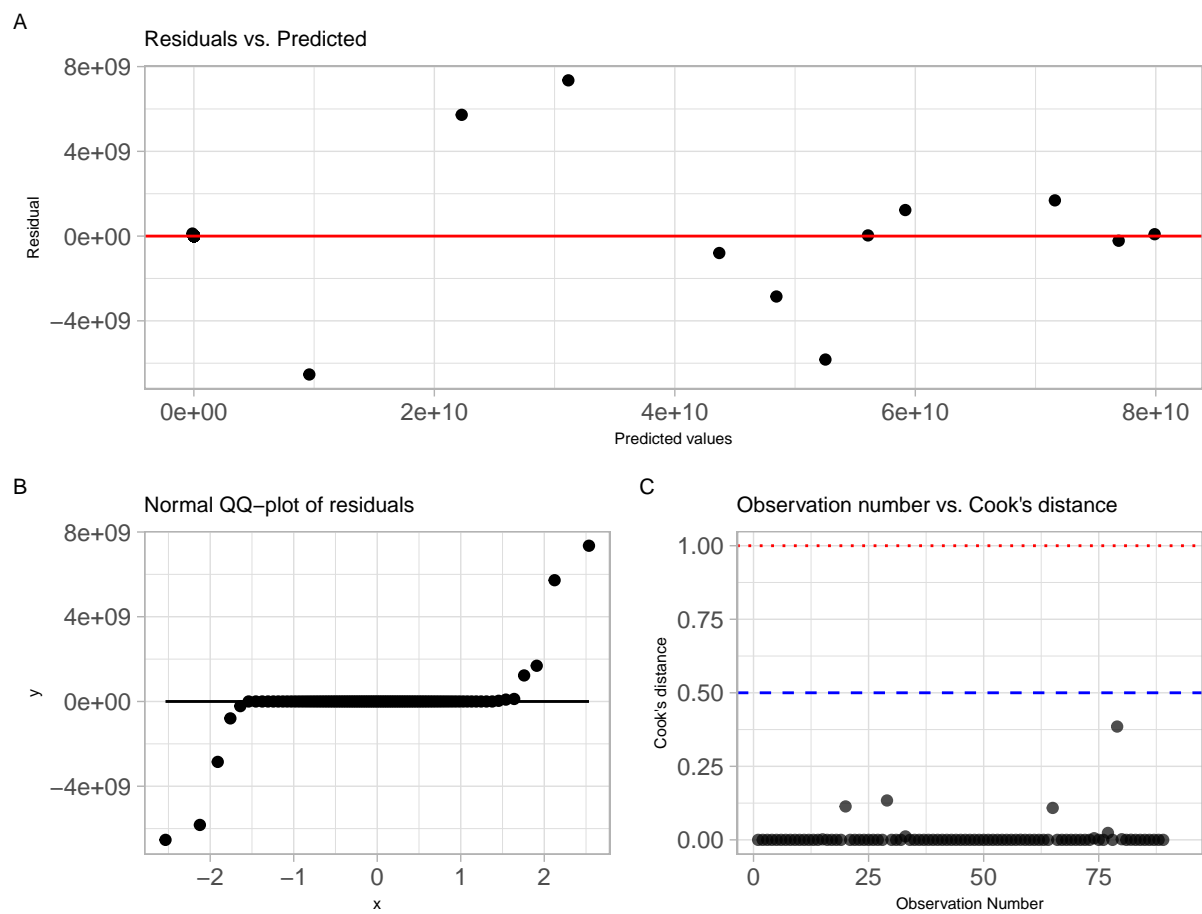 A
Residuals vs. Predicted
8e+09
4e+09
0e+00
−4e+09
Residual
0e+00 2e+10 4e+10 6e+10 8e+10
Predicted values
B
Normal QQ−plot of residuals
8e+09
4e+09
0e+00
−4e+09
y
−2 −1 0 1 2
x
C
Observation number vs. Cook's distance
1.00
0.75
0.50
0.25
0.00
Cook's distance
0 25 50 75
Observation Number